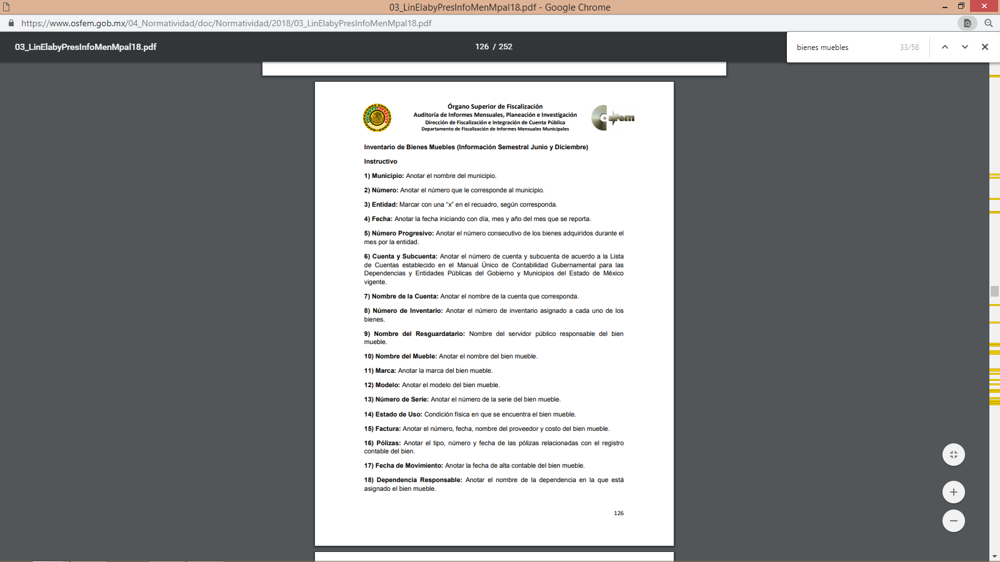 03_LinElabyPresInfoMenMpal18.pdf - Google Chrome
https://www.osfem.gob.mx/04_Normatividad/doc/Normatividad/2018/03_LinElabyPresInfoMenMpal18.pdf
03_LinElabyPresInfoMenMpal18.pdf
126 / 252
bienes muebles
33/58
Órgano Superior de Fiscalización
Auditoría de Informes Mensuales, Planeación e Investigación
Dirección de Fiscalización e Integración de Cuenta Pública
Departamento de Fiscalización de Informes Mensuales Municipales
osfem
Inventario de Bienes Muebles (Información Semestral Junio y Diciembre)
Instructivo
1) Municipio: Anotar el nombre del municipio.
2) Número: Anotar el número que le corresponde al municipio.
3) Entidad: Marcar con una “x” en el recuadro, según corresponda.
4) Fecha: Anotar la fecha iniciando con día, mes y año del mes que se reporta.
5) Número Progresivo: Anotar el número consecutivo de los bienes adquiridos durante el
mes por la entidad.
6) Cuenta y Subcuenta: Anotar el número de cuenta y subcuenta de acuerdo a la Lista
de Cuentas establecido en el Manual Único de Contabilidad Gubernamental para las
Dependencias y Entidades Públicas del Gobierno y Municipios del Estado de México
vigente.
7) Nombre de la Cuenta: Anotar el nombre de la cuenta que corresponda.
8) Número de Inventario: Anotar el número de inventario asignado a cada uno de los
bienes.
9) Nombre del Resguardatario: Nombre del servidor público responsable del bien
mueble.
10) Nombre del Mueble: Anotar el nombre del bien mueble.
11) Marca: Anotar la marca del bien mueble.
12) Modelo: Anotar el modelo del bien mueble.
13) Número de Serie: Anotar el número de la serie del bien mueble.
14) Estado de Uso: Condición física en que se encuentra el bien mueble.
15) Factura: Anotar el número, fecha, nombre del proveedor y costo del bien mueble.
16) Pólizas: Anotar el tipo, número y fecha de las pólizas relacionadas con el registro
contable del bien.
17) Fecha de Movimiento: Anotar la fecha de alta contable del bien mueble.
18) Dependencia Responsable: Anotar el nombre de la dependencia en la que está
asignado el bien mueble.
126